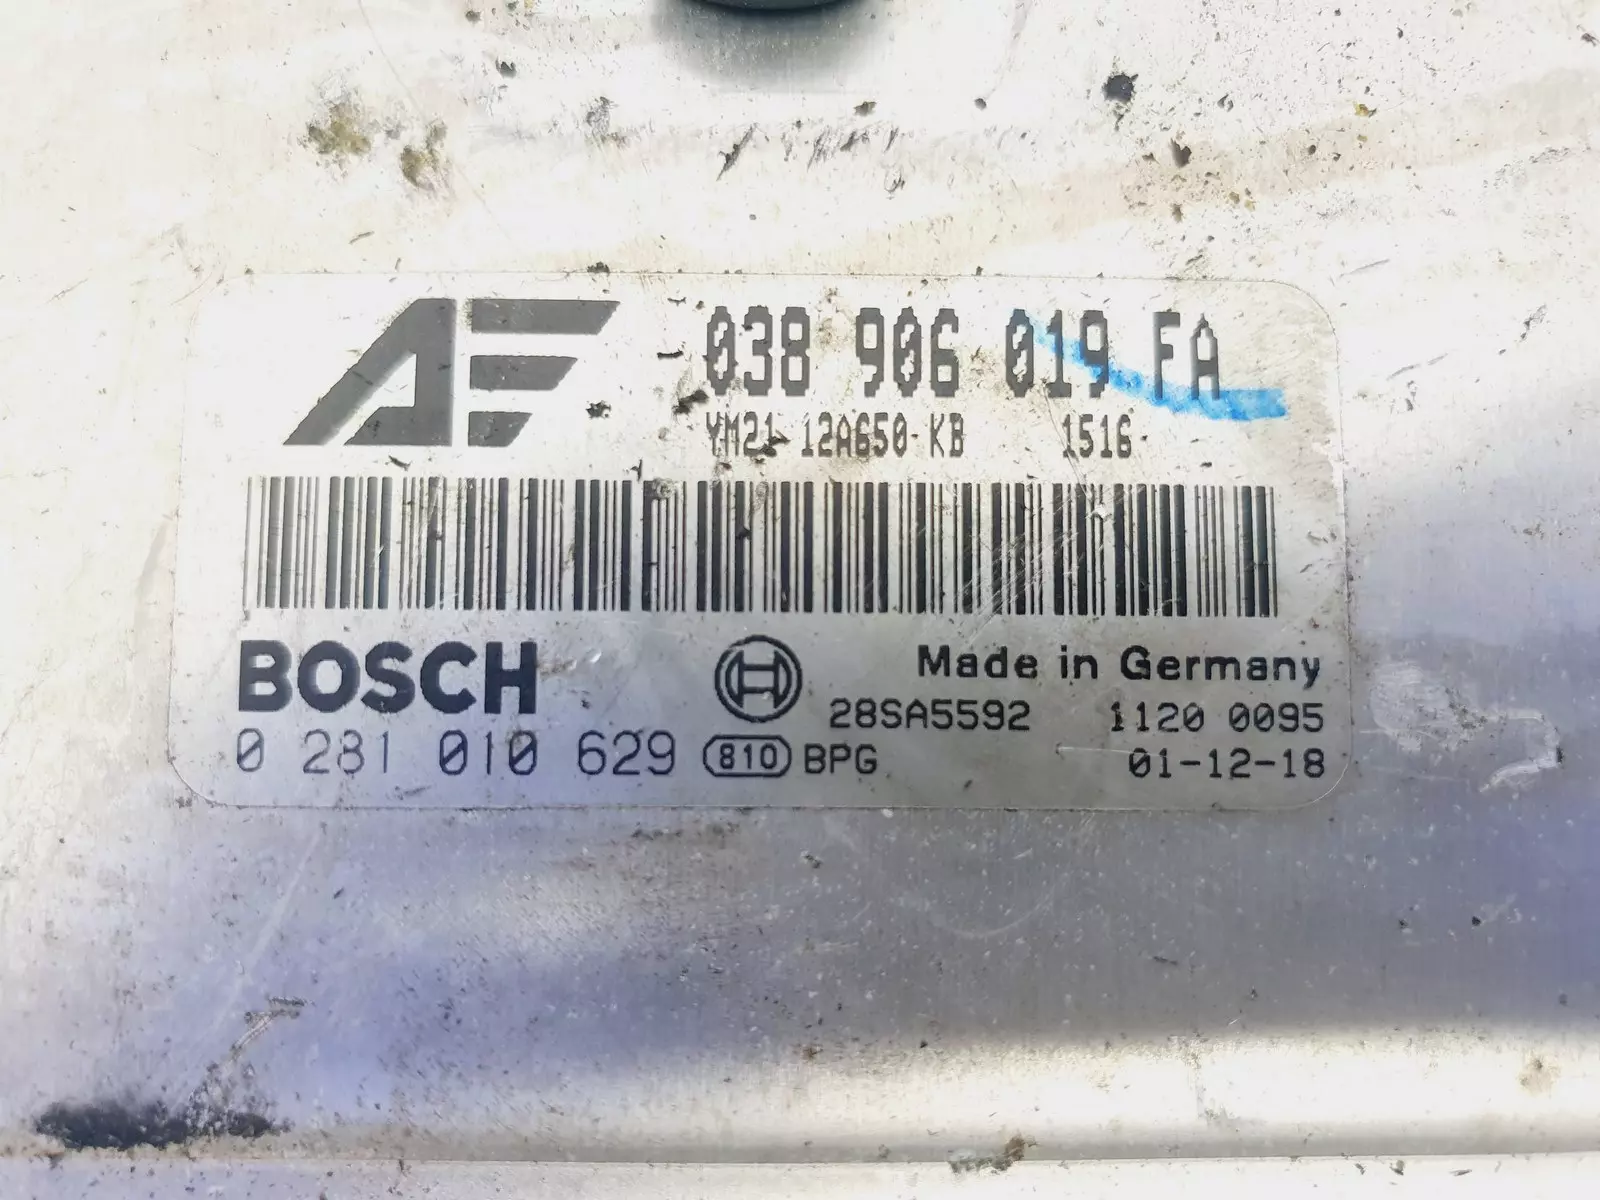 AF 038 906 019 FA
YM21-12A650-KB 1516
BOSCH Made in Germany
28SA5592 1120 0095
0 281 010 629 810 BPG 01-12-18